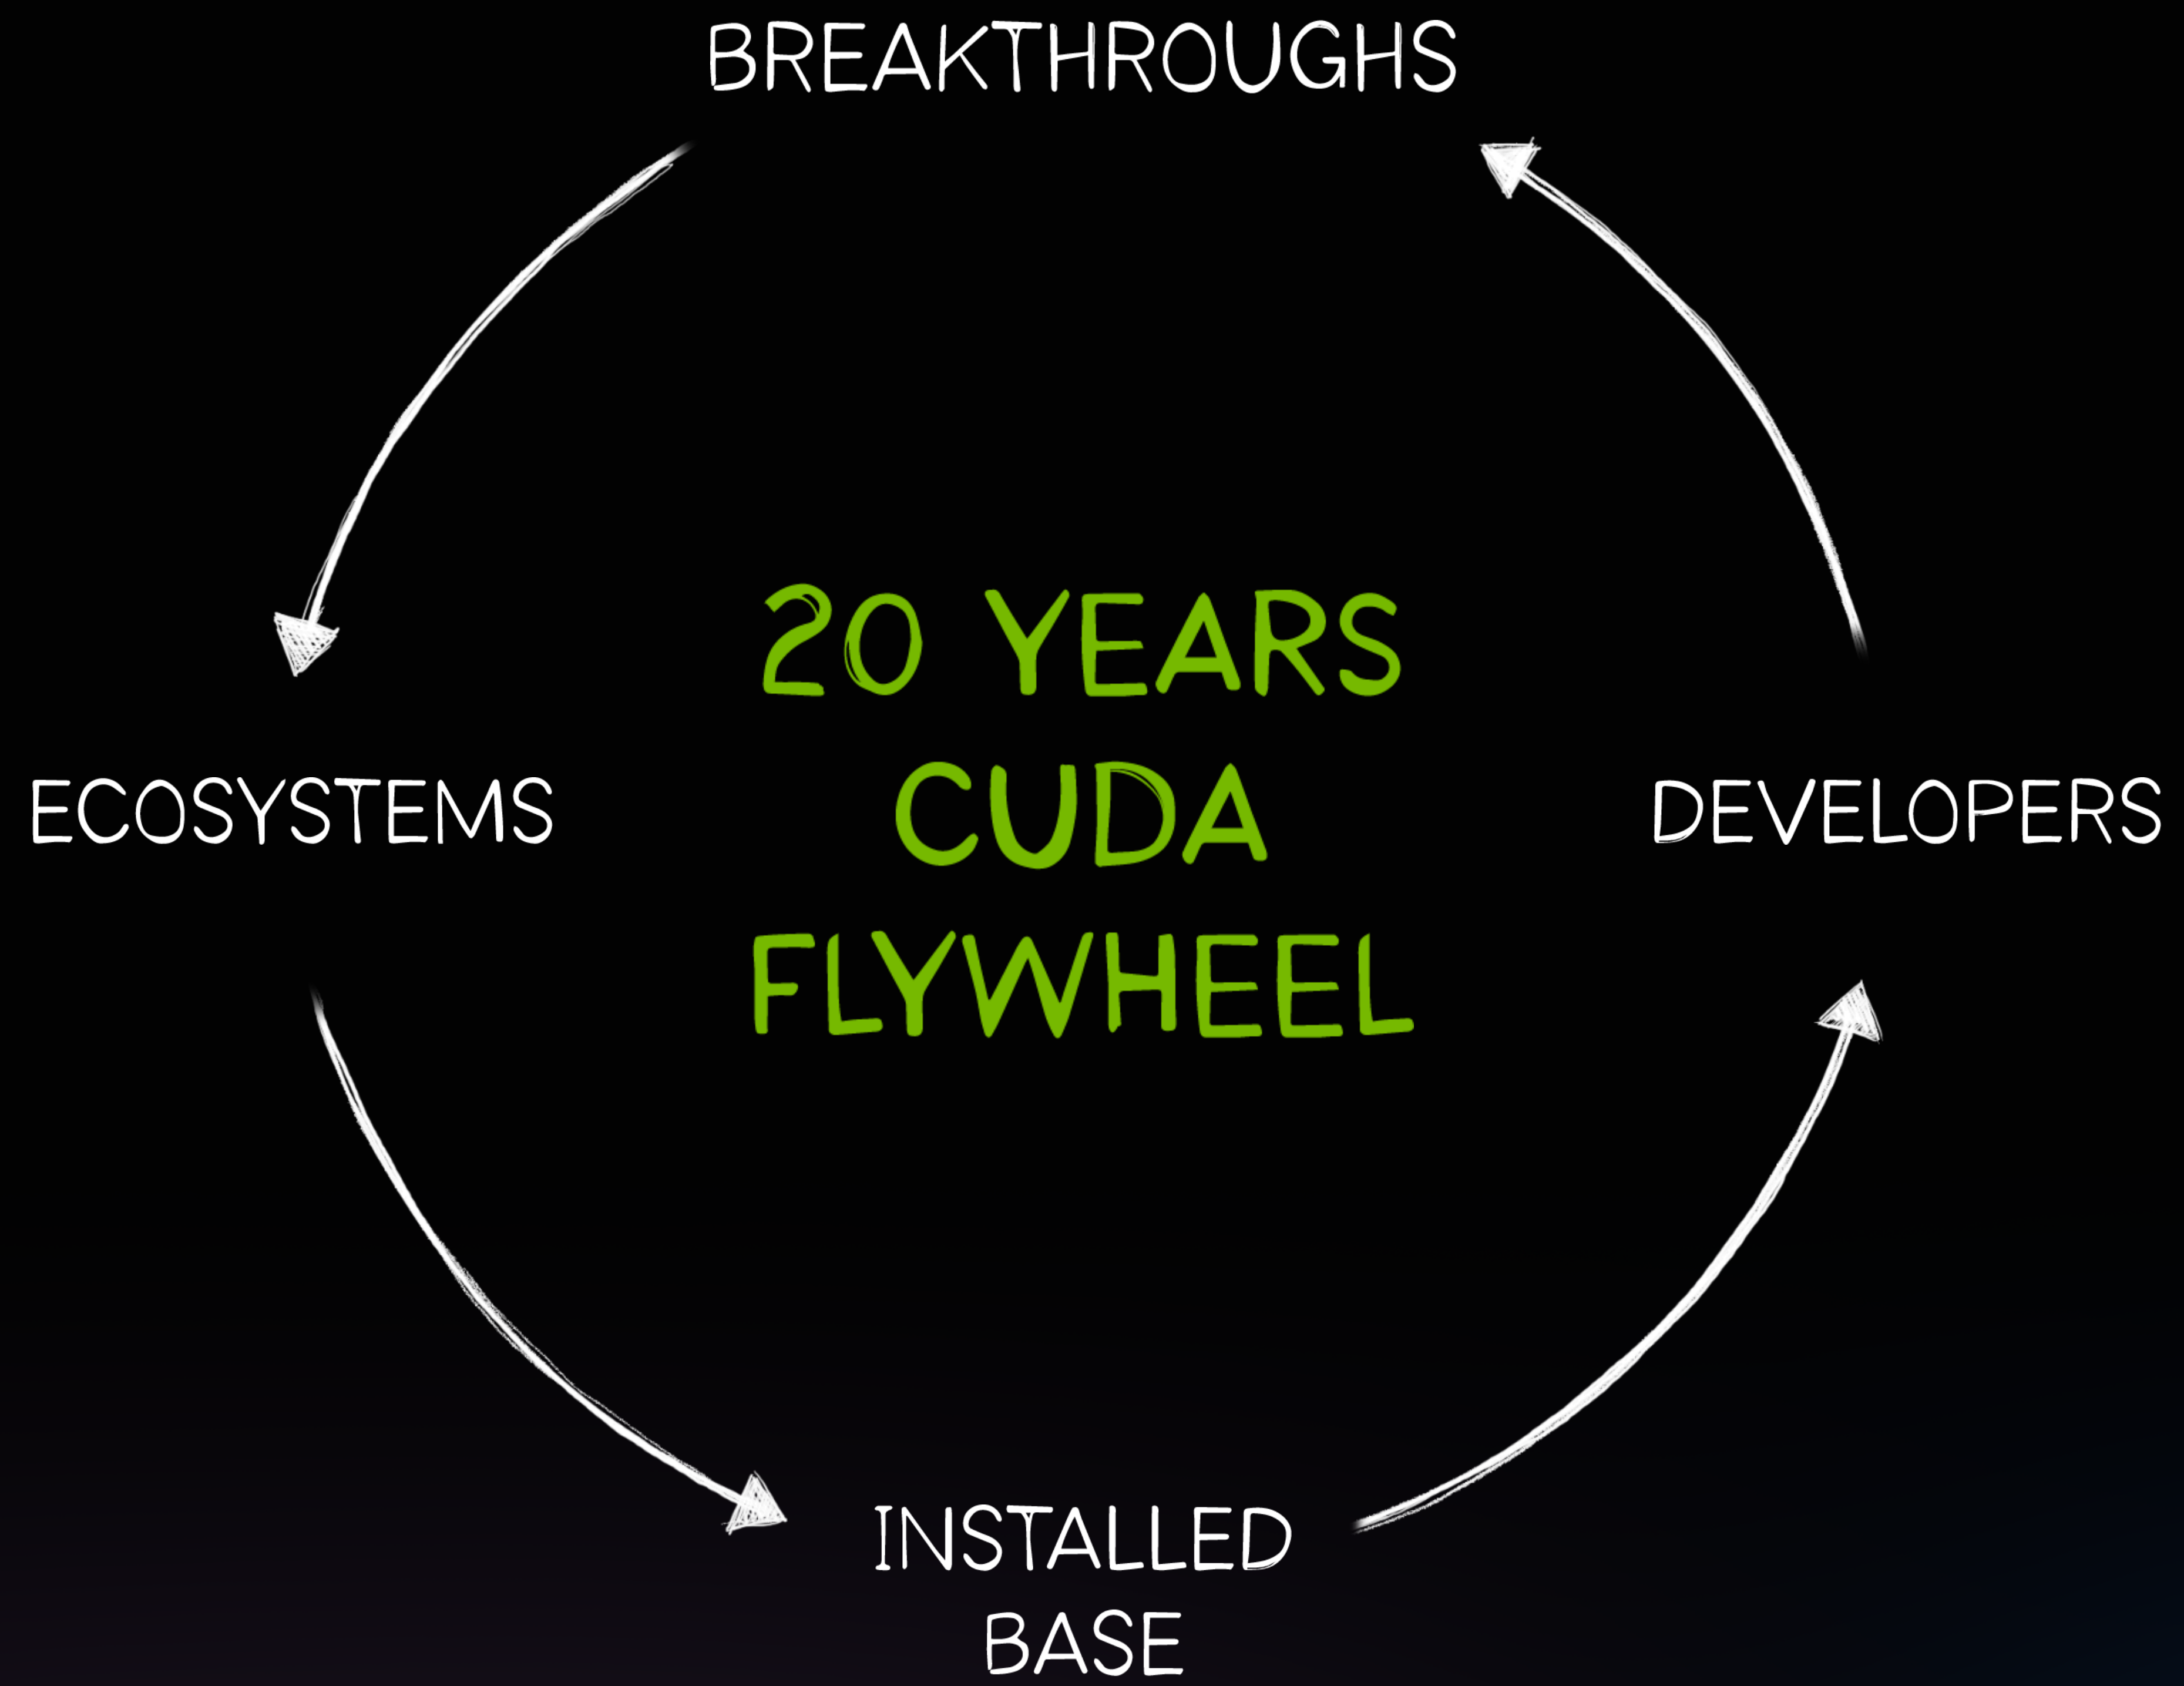 BREAKTHROUGHS
20 YEARS
CUDA
FLYWHEEL
ECOSYSTEMS
DEVELOPERS
INSTALLED
BASE